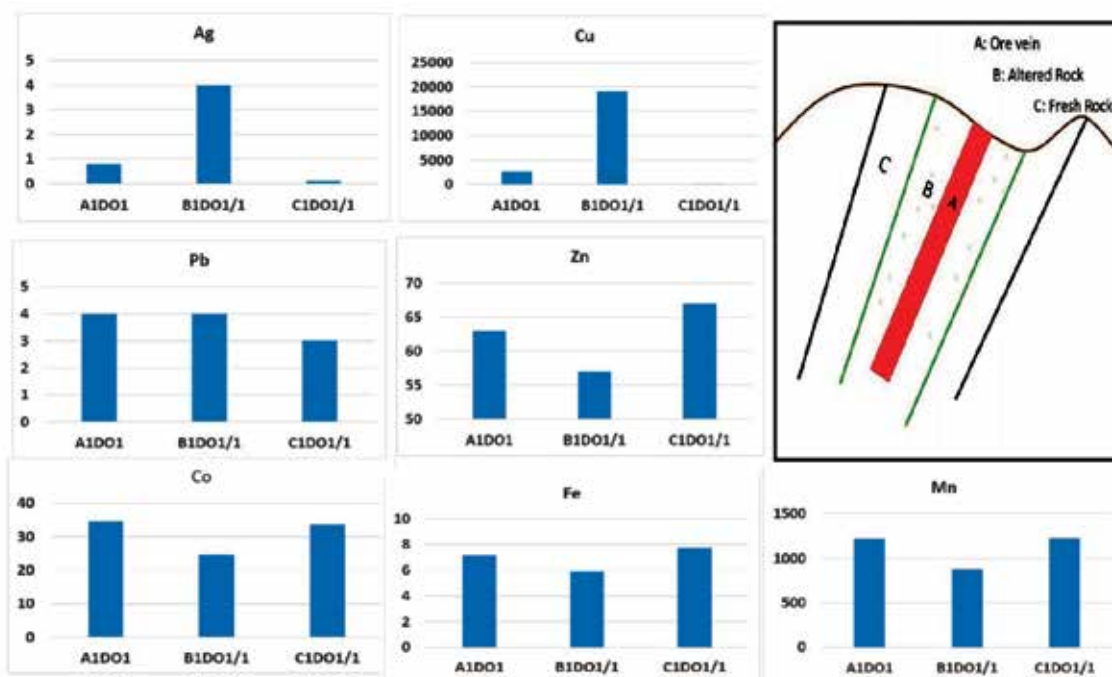 Ag
5
4
3
2
1
0
A1DO1 B1DO1/1 C1DO1/1
Cu
25000
20000
15000
10000
5000
0
A1DO1 B1DO1/1 C1DO1/1
A: Ore vein
B: Altered Rock
C: Fresh Rock
C
B
A
Pb
5
4
3
2
1
0
A1DO1 B1DO1/1 C1DO1/1
Zn
70
65
60
55
50
A1DO1 B1DO1/1 C1DO1/1
Co
40
30
20
10
0
A1DO1 B1DO1/1 C1DO1/1
Fe
10
8
6
4
2
0
A1DO1 B1DO1/1 C1DO1/1
Mn
1500
1000
500
0
A1DO1 B1DO1/1 C1DO1/1